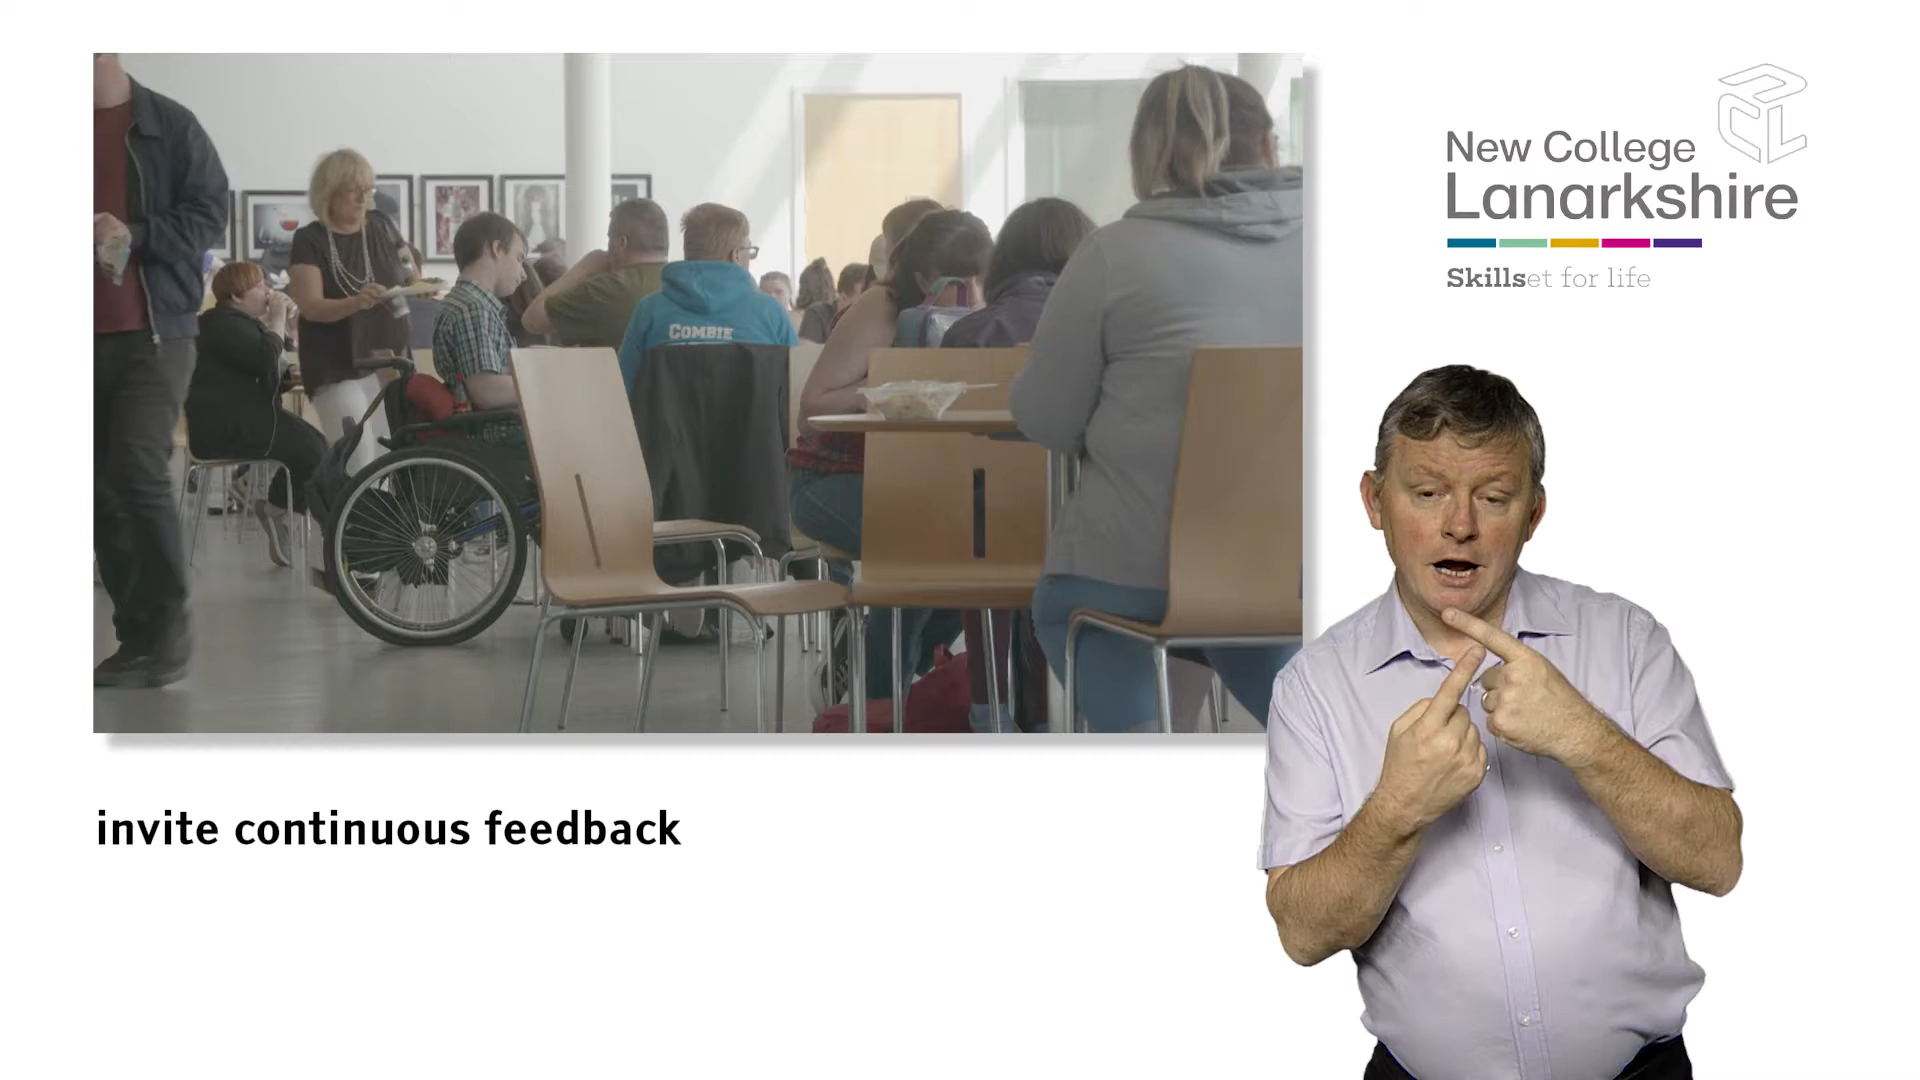 COMBIE
New College
Lanarkshire
Skillset for life
invite continuous feedback